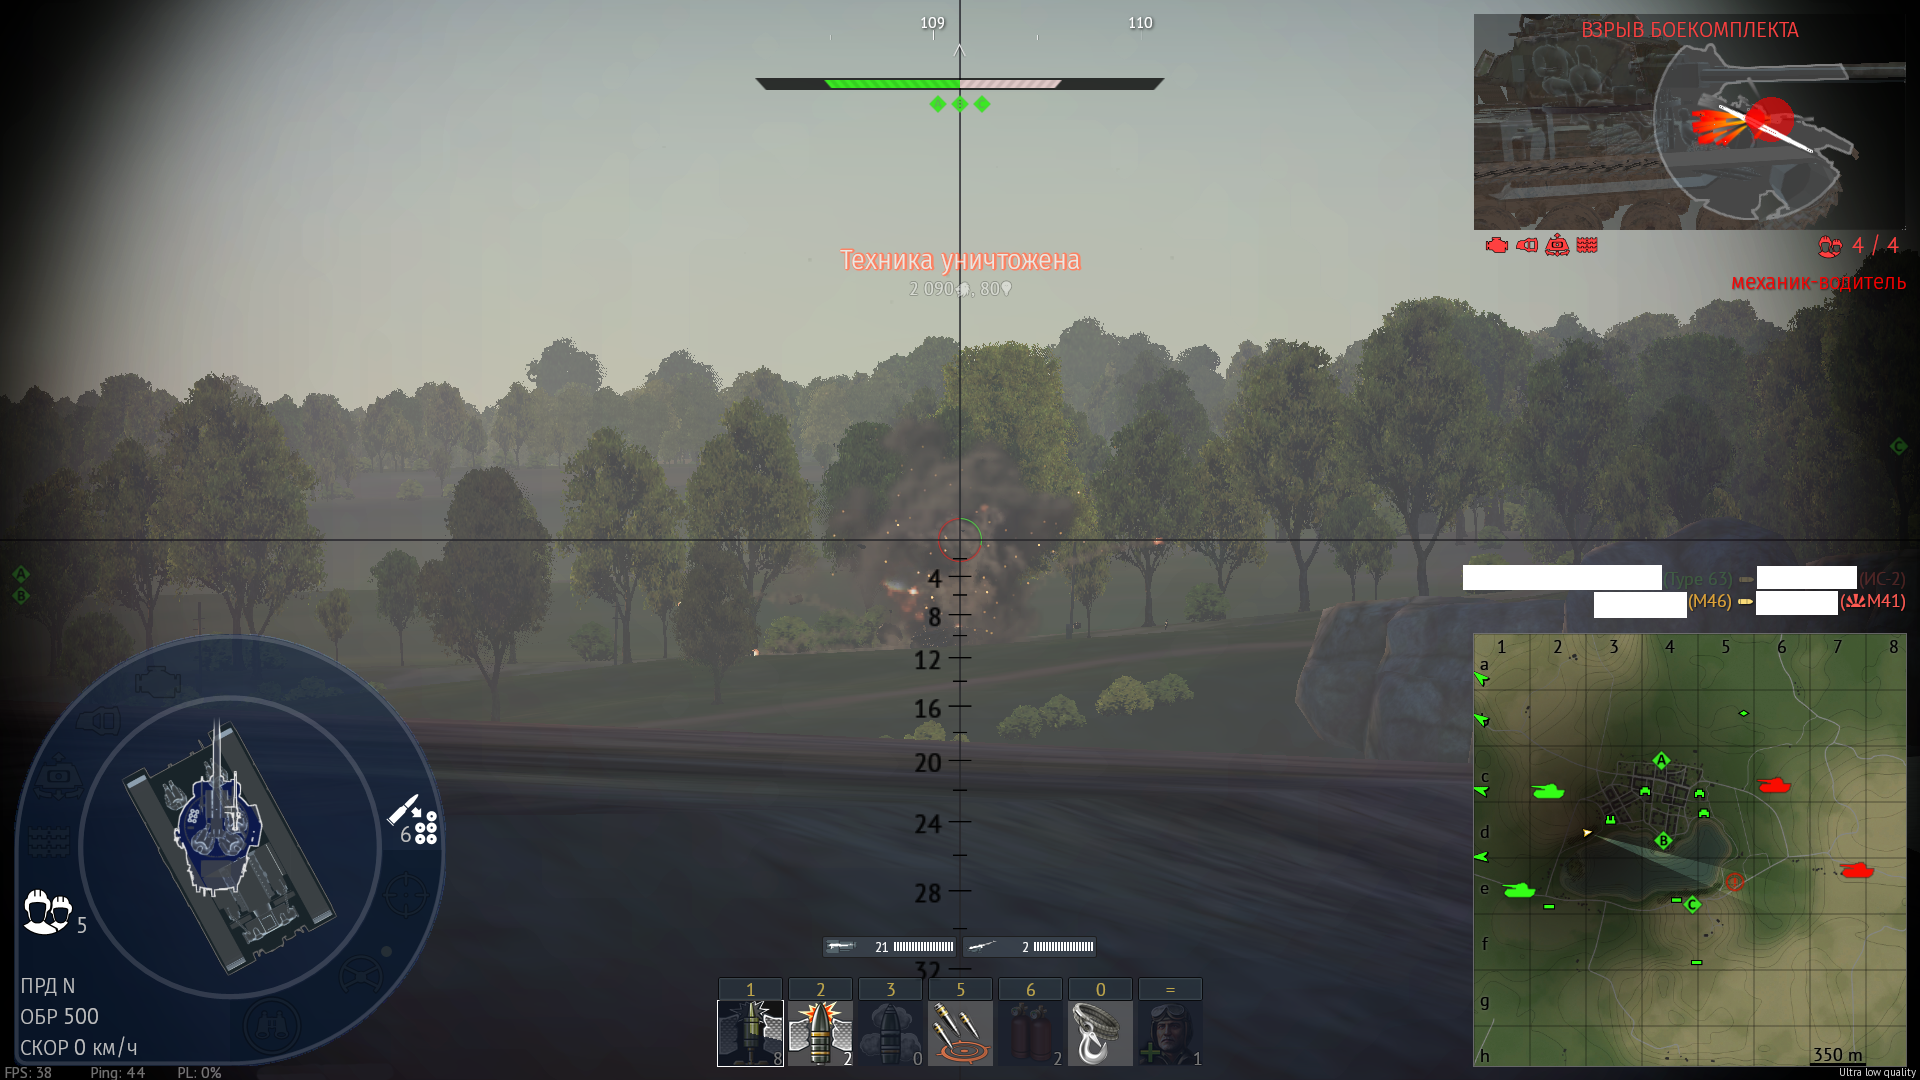 109 110
ВЗРЫВ БОЕКОМПЛЕКТА
A B C
4 / 4
Техника уничтожена
2 090, 80
механик-водитель
C
A
B
4
8
12
16
20
24
28
32
(Type 63) (ИС-2)
(M46) (M41)
1 2 3 4 5 6 7 8
a
c
d
e
f
g
h
A
B
C
350 m
6
5
ПРД N
ОБР 500
СКОР 0 км/ч
21 2
1 2 3 5 6 0 =
8 2 0 2 1
FPS: 38 Ping: 44 PL: 0%
Ultra low quality